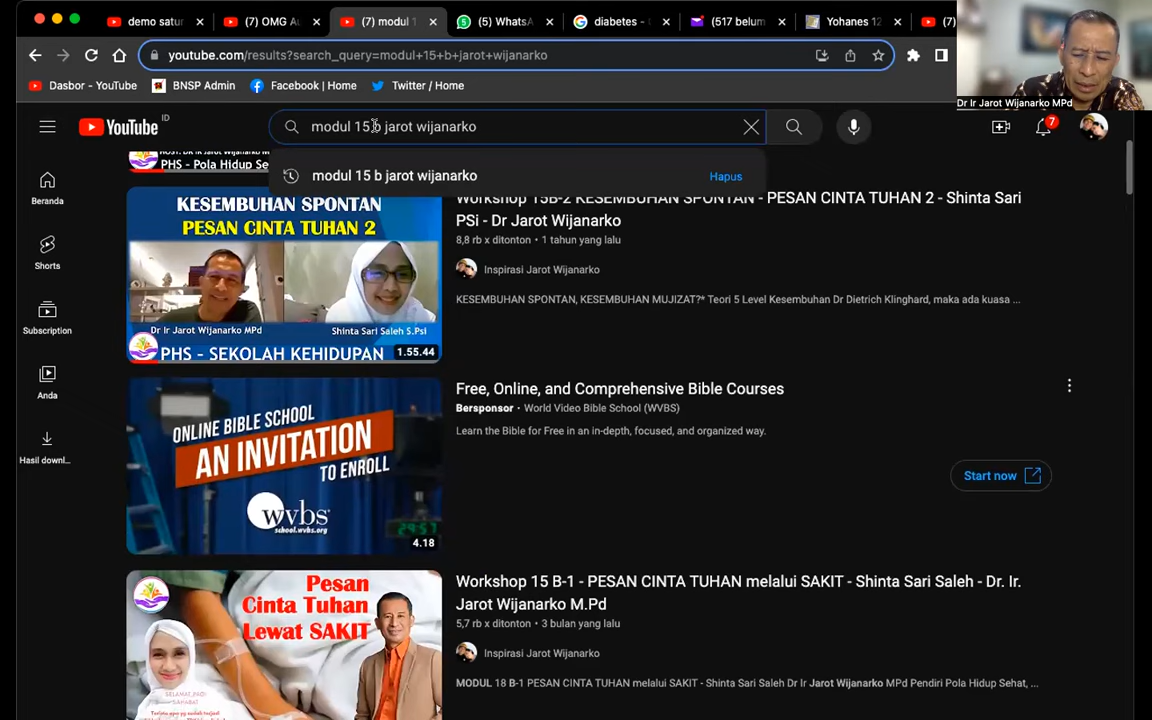 demo satur
(7) OMG Au
(7) modul 1
(5) WhatsA
diabetes - G
(517 belum
Yohanes 12
(7)
youtube.com/results?search_query=modul+15+b+jarot+wijanarko
Dasbor - YouTube
BNSP Admin
Facebook | Home
Twitter / Home
Dr Ir Jarot Wijanarko MPd
YouTube ID
modul 15 b jarot wijanarko
7
modul 15 b jarot wijanarko
Hapus
Beranda
Shorts
Subscription
Anda
Hasil downl...
PHS - Pola Hidup Se
KESEMBUHAN SPONTAN
PESAN CINTA TUHAN 2
Dr Ir Jarot Wijanarko MPd
Shinta Sari Saleh S.Psi
PHS - SEKOLAH KEHIDUPAN
1.55.44
Workshop 15B-2 KESEMBUHAN SPONTAN - PESAN CINTA TUHAN 2 - Shinta Sari
PSi - Dr Jarot Wijanarko
8,8 rb x ditonton • 1 tahun yang lalu
Inspirasi Jarot Wijanarko
KESEMBUHAN SPONTAN, KESEMBUHAN MUJIZAT?* Teori 5 Level Kesembuhan Dr Dietrich Klinghard, maka ada kuasa ...
ONLINE BIBLE SCHOOL
AN INVITATION
TO ENROLL
wvbs
school.wvbs.org
29:57
4.18
Free, Online, and Comprehensive Bible Courses
Bersponsor • World Video Bible School (WVBS)
Learn the Bible for Free in an in-depth, focused, and organized way.
Start now
Pesan
Cinta Tuhan
Lewat SAKIT
SELAMAT PAGI
SAHABAT
Workshop 15 B-1 - PESAN CINTA TUHAN melalui SAKIT - Shinta Sari Saleh - Dr. Ir.
Jarot Wijanarko M.Pd
5,7 rb x ditonton • 3 bulan yang lalu
Inspirasi Jarot Wijanarko
MODUL 18 B-1 PESAN CINTA TUHAN melalui SAKIT - Shinta Sari Saleh Dr Ir Jarot Wijanarko MPd Pendiri Pola Hidup Sehat, ...